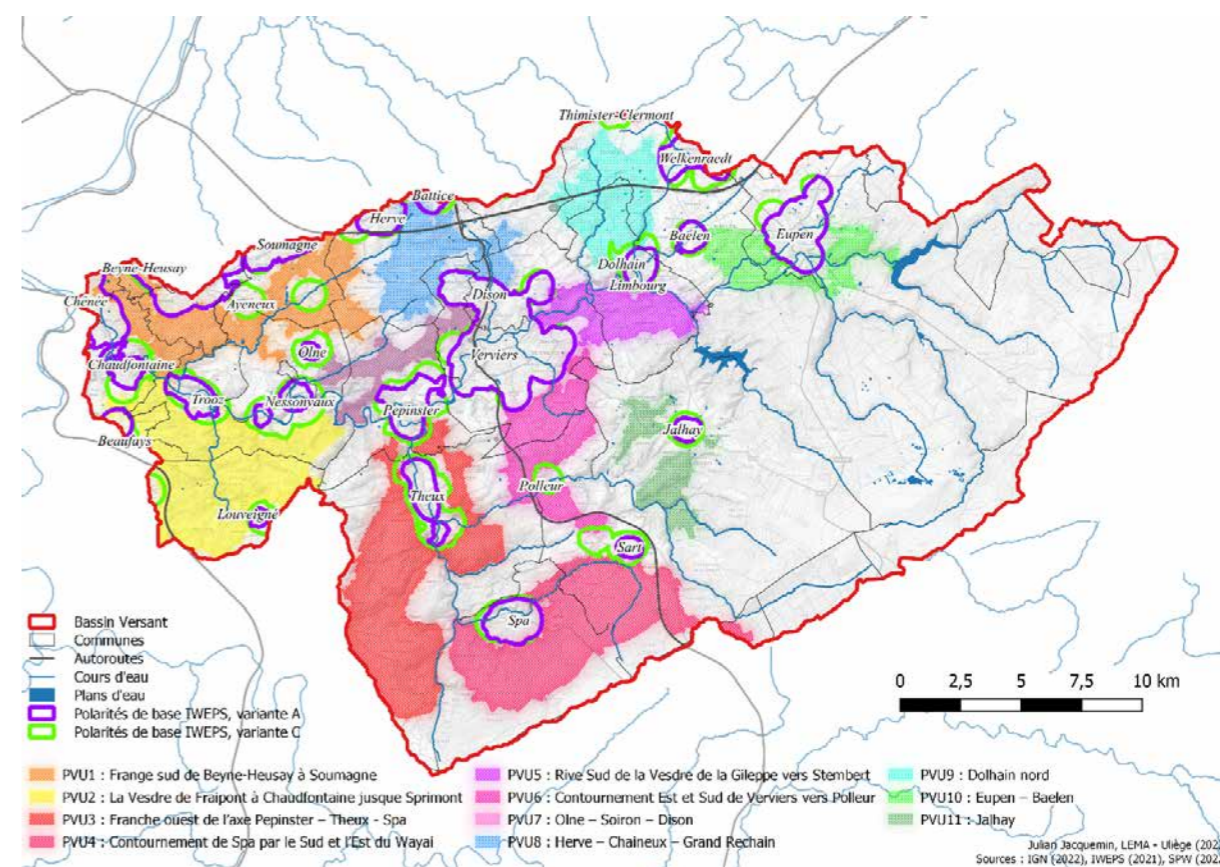 Thimister-Clermont
Welkenraedt
Battice
Herve
Eupen
Baelen
Soumagne
Beyne-Heusay
Dolhain
Limbourg
Chênée
Ayeneux
Dison
Olne
Verviers
Chaudfontaine
Trooz
Nessonvaux
Pepinster
Beaufays
Jalhay
Polleur
Theux
Louveigné
Sart
Spa
Bassin Versant
Communes
Autoroutes
Cours d'eau
Plans d'eau
Polarités de base IWEPS, variante A
Polarités de base IWEPS, variante C
0 2,5 5 7,5 10 km
PVU1 : Frange sud de Beyne-Heusay à Soumagne
PVU2 : La Vesdre de Fraipont à Chaudfontaine jusque Sprimont
PVU3 : Franche ouest de l'axe Pepinster – Theux - Spa
PVU4 : Contournement de Spa par le Sud et l'Est du Wayai
PVU5 : Rive Sud de la Vesdre de la Gileppe vers Stembert
PVU6 : Contournement Est et Sud de Verviers vers Polleur
PVU7 : Olne – Soiron – Dison
PVU8 : Herve – Chaineux – Grand Rechain
PVU9 : Dolhain nord
PVU10 : Eupen – Baelen
PVU11 : Jalhay
Julian Jacquemin, LEMA - Uliège (202
Sources : IGN (2022), IWEPS (2021), SPW (202